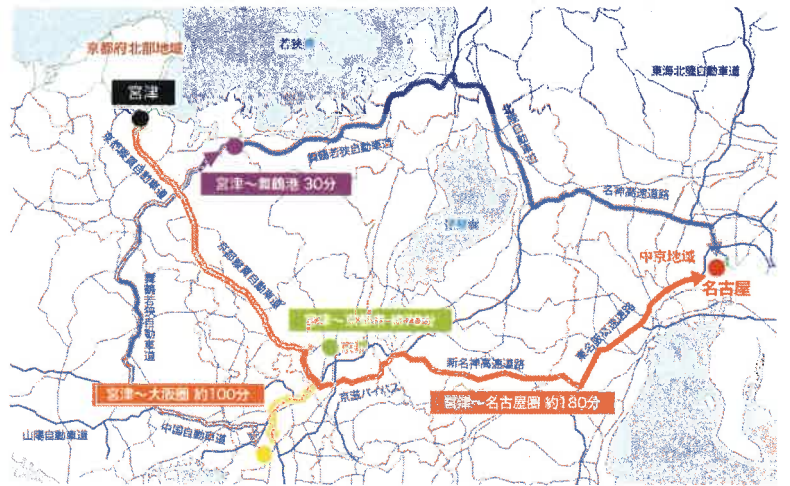 京都府北部地域
若狭
東海北陸自動車道
宮津
京都縦貫自動車道
舞鶴若狭自動車道
宮津〜舞鶴港 30分
名神高速道路
中京地域
名古屋
京都縦貫自動車道
舞鶴若狭自動車道
新名神高速道路
宮津〜大阪圏 約100分
京滋バイパス
宮津〜名古屋圏 約180分
山陽自動車道
中国自動車道